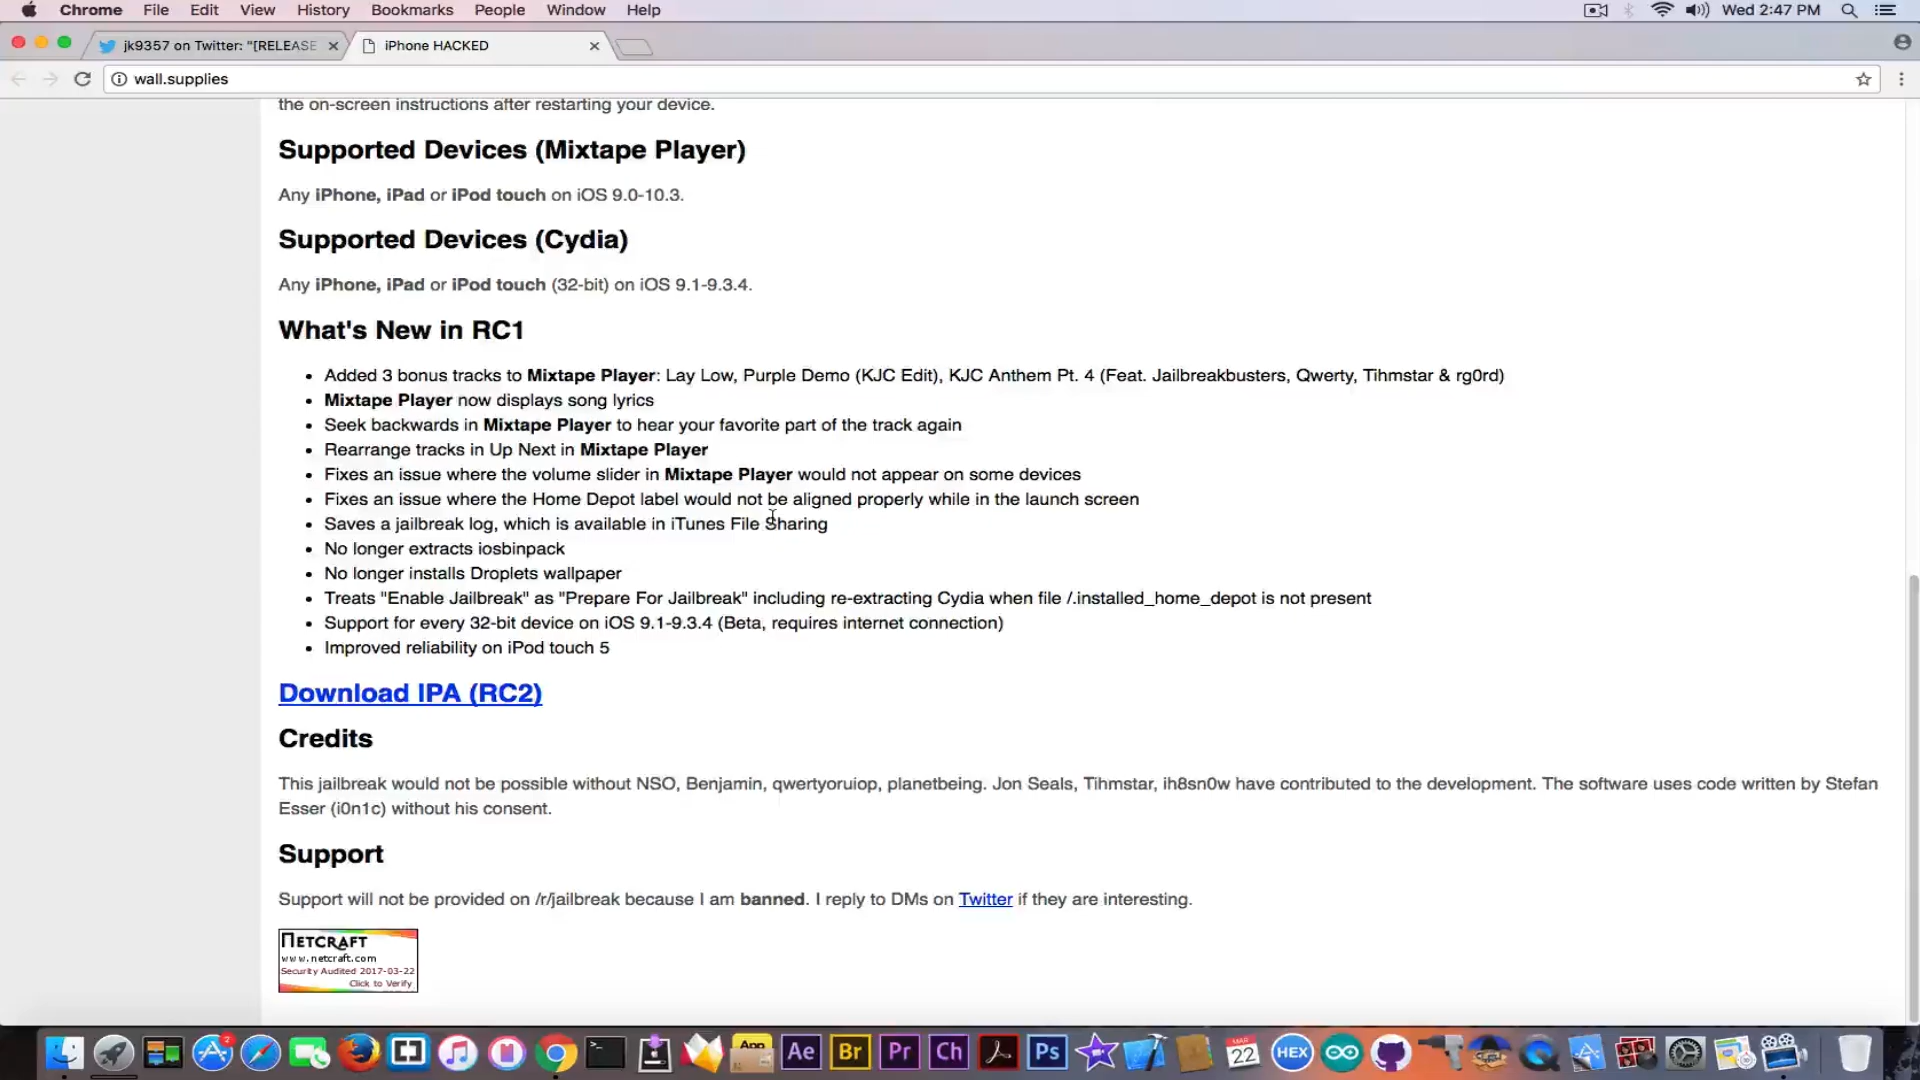 Chrome File Edit View History Bookmarks People Window Help Wed 2:47 PM
jk9357 on Twitter: "[RELEASE
iPhone HACKED
wall.supplies
the on-screen instructions after restarting your device.
Supported Devices (Mixtape Player)
Any iPhone, iPad or iPod touch on iOS 9.0-10.3.
Supported Devices (Cydia)
Any iPhone, iPad or iPod touch (32-bit) on iOS 9.1-9.3.4.
What's New in RC1
• Added 3 bonus tracks to Mixtape Player: Lay Low, Purple Demo (KJC Edit), KJC Anthem Pt. 4 (Feat. Jailbreakbusters, Qwerty, Tihmstar & rg0rd)
• Mixtape Player now displays song lyrics
• Seek backwards in Mixtape Player to hear your favorite part of the track again
• Rearrange tracks in Up Next in Mixtape Player
• Fixes an issue where the volume slider in Mixtape Player would not appear on some devices
• Fixes an issue where the Home Depot label would not be aligned properly while in the launch screen
• Saves a jailbreak log, which is available in iTunes File Sharing
• No longer extracts iosbinpack
• No longer installs Droplets wallpaper
• Treats "Enable Jailbreak" as "Prepare For Jailbreak" including re-extracting Cydia when file /.installed_home_depot is not present
• Support for every 32-bit device on iOS 9.1-9.3.4 (Beta, requires internet connection)
• Improved reliability on iPod touch 5
Download IPA (RC2)
Credits
This jailbreak would not be possible without NSO, Benjamin, qwertyoruiop, planetbeing. Jon Seals, Tihmstar, ih8sn0w have contributed to the development. The software uses code written by Stefan
Esser (i0n1c) without his consent.
Support
Support will not be provided on /r/jailbreak because I am banned. I reply to DMs on Twitter if they are interesting.
NETCRAFT
www.netcraft.com
Security Audited 2017-03-22
Click to Verify
2 App Ae Br Pr Ch Ps MAR 22 HEX